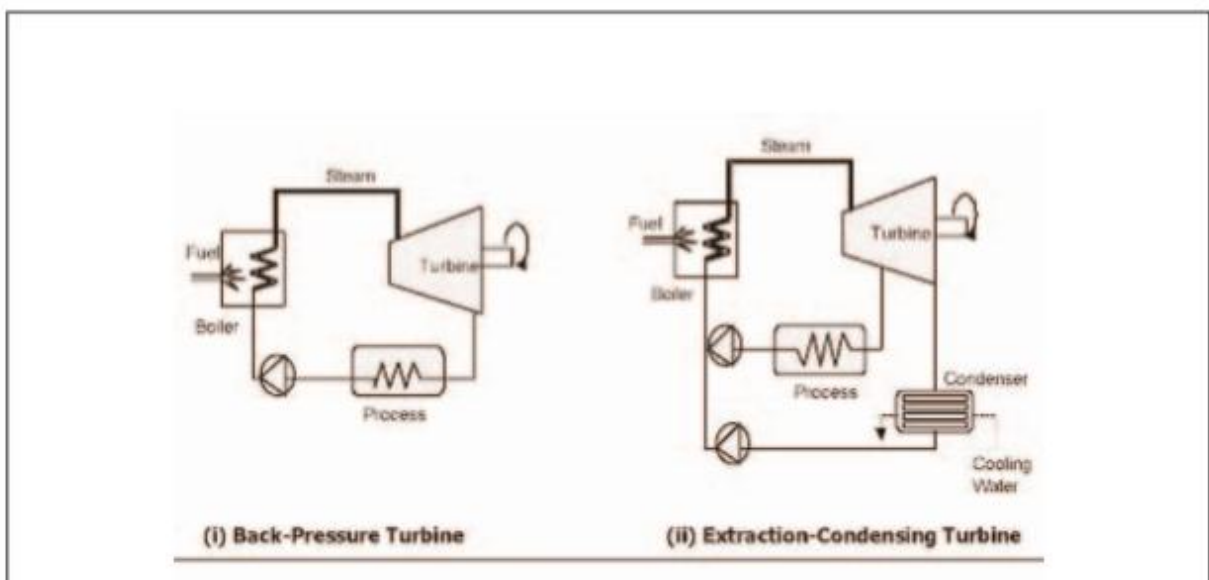 Steam
Fuel
Turbine
Boiler
Process
(i) Back-Pressure Turbine
Steam
Fuel
Turbine
Boiler
Process
Condenser
Cooling
Water
(ii) Extraction-Condensing Turbine